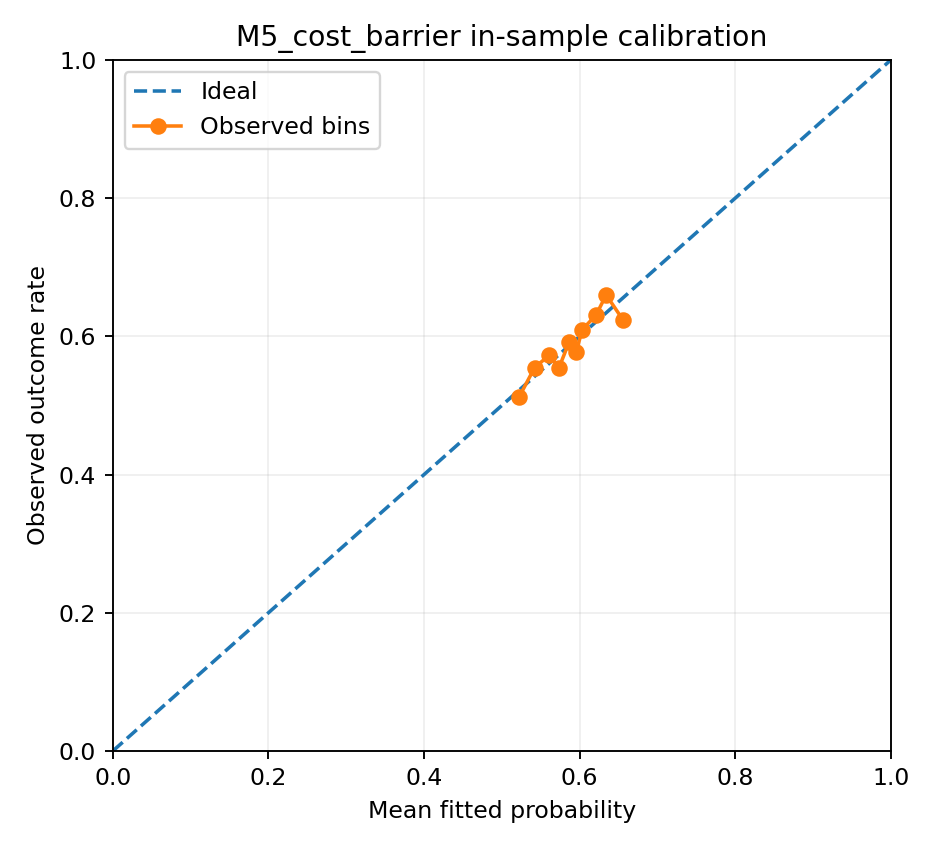 M5_cost_barrier in-sample calibration
Ideal
Observed bins
1.0
0.8
0.6
0.4
0.2
0.0
Observed outcome rate
0.0 0.2 0.4 0.6 0.8 1.0
Mean fitted probability